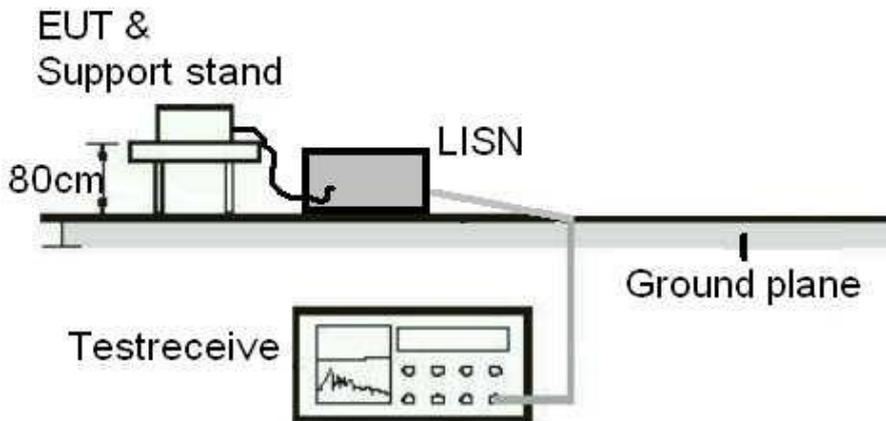 EUT &
Support stand
LISN
80cm
Ground plane
Testreceive